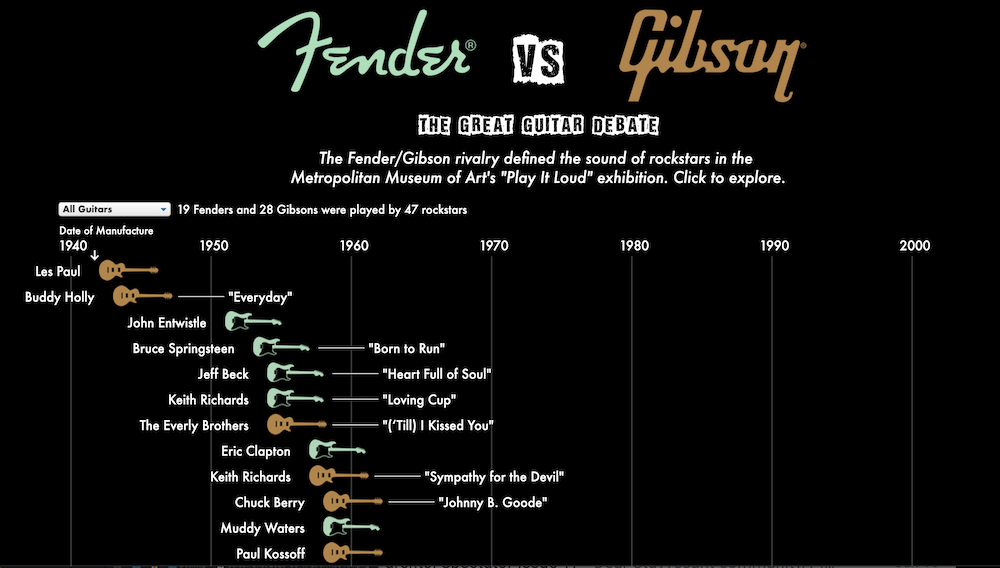 Fender®
VS
Gibson®
THE GREAT GUITAR DEBATE
The Fender/Gibson rivalry defined the sound of rockstars in the
Metropolitan Museum of Art's "Play It Loud" exhibition. Click to explore.
All Guitars
19 Fenders and 28 Gibsons were played by 47 rockstars
Date of Manufacture
1940 1950 1960 1970 1980 1990 2000
Les Paul
Buddy Holly "Everyday"
John Entwistle
Bruce Springsteen "Born to Run"
Jeff Beck "Heart Full of Soul"
Keith Richards "Loving Cup"
The Everly Brothers "(‘Till) I Kissed You"
Eric Clapton
Keith Richards "Sympathy for the Devil"
Chuck Berry "Johnny B. Goode"
Muddy Waters
Paul Kossoff